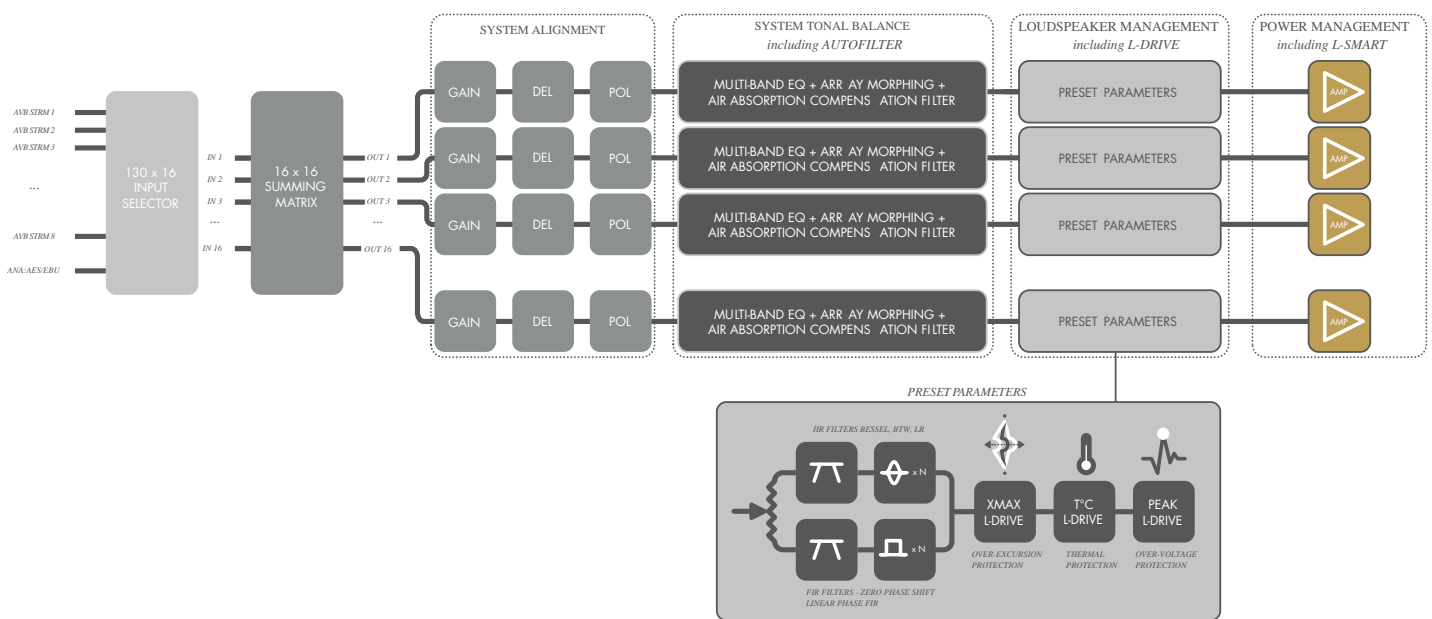 SYSTEM ALIGNMENT
SYSTEM TONAL BALANCE
including AUTOFILTER
LOUDSPEAKER MANAGEMENT
including L-DRIVE
POWER MANAGEMENT
including L-SMART
AVB STRM 1
AVB STRM 2
AVB STRM 3
...
AVB STRM 8
ANA:AES/EBU
130 x 16
INPUT
SELECTOR
IN 1
IN 2
IN 3
...
IN 16
16 x 16
SUMMING
MATRIX
OUT 1
OUT 2
OUT 3
...
OUT 16
GAIN
DEL
POL
MULTI-BAND EQ + ARR AY MORPHING +
AIR ABSORPTION COMPENS ATION FILTER
PRESET PARAMETERS
AMP
GAIN
DEL
POL
MULTI-BAND EQ + ARR AY MORPHING +
AIR ABSORPTION COMPENS ATION FILTER
PRESET PARAMETERS
AMP
GAIN
DEL
POL
MULTI-BAND EQ + ARR AY MORPHING +
AIR ABSORPTION COMPENS ATION FILTER
PRESET PARAMETERS
AMP
GAIN
DEL
POL
MULTI-BAND EQ + ARR AY MORPHING +
AIR ABSORPTION COMPENS ATION FILTER
PRESET PARAMETERS
AMP
PRESET PARAMETERS
IIR FILTERS BESSEL, BTW, LR
x N
x N
FIR FILTERS - ZERO PHASE SHIFT
LINEAR PHASE FIR
XMAX
L-DRIVE
OVER-EXCURSION
PROTECTION
T°C
L-DRIVE
THERMAL
PROTECTION
PEAK
L-DRIVE
OVER-VOLTAGE
PROTECTION